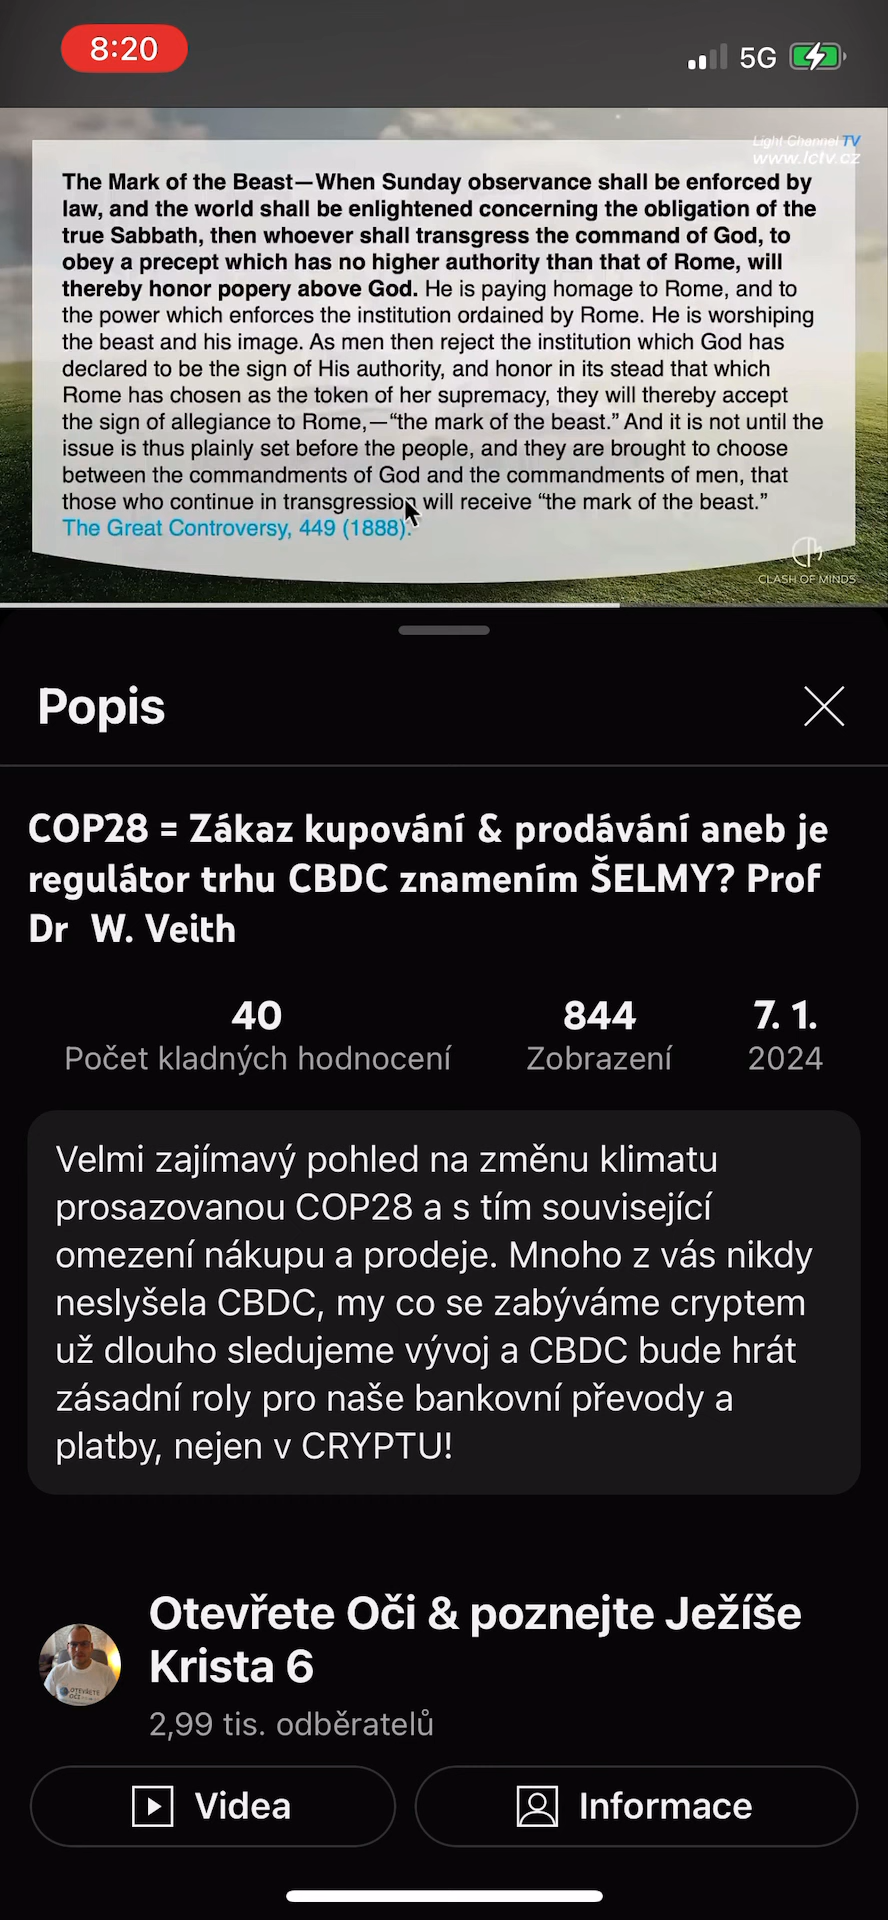 8:20
5G
Light Channel TV
www.lctv.cz
The Mark of the Beast—When Sunday observance shall be enforced by
law, and the world shall be enlightened concerning the obligation of the
true Sabbath, then whoever shall transgress the command of God, to
obey a precept which has no higher authority than that of Rome, will
thereby honor popery above God. He is paying homage to Rome, and to
the power which enforces the institution ordained by Rome. He is worshiping
the beast and his image. As men then reject the institution which God has
declared to be the sign of His authority, and honor in its stead that which
Rome has chosen as the token of her supremacy, they will thereby accept
the sign of allegiance to Rome,—“the mark of the beast.” And it is not until the
issue is thus plainly set before the people, and they are brought to choose
between the commandments of God and the commandments of men, that
those who continue in transgression will receive “the mark of the beast.”
The Great Controversy, 449 (1888).
CLASH OF MINDS
Popis
COP28 = Zákaz kupování & prodávání aneb je
regulátor trhu CBDC znamením ŠELMY? Prof
Dr W. Veith
40 844 7. 1.
Počet kladných hodnocení Zobrazení 2024
Velmi zajímavý pohled na změnu klimatu
prosazovanou COP28 a s tím související
omezení nákupu a prodeje. Mnoho z vás nikdy
neslyšela CBDC, my co se zabýváme cryptem
už dlouho sledujeme vývoj a CBDC bude hrát
zásadní roly pro naše bankovní převody a
platby, nejen v CRYPTU!
Otevřete Oči & poznejte Ježíše
Krista 6
2,99 tis. odběratelů
Videa Informace